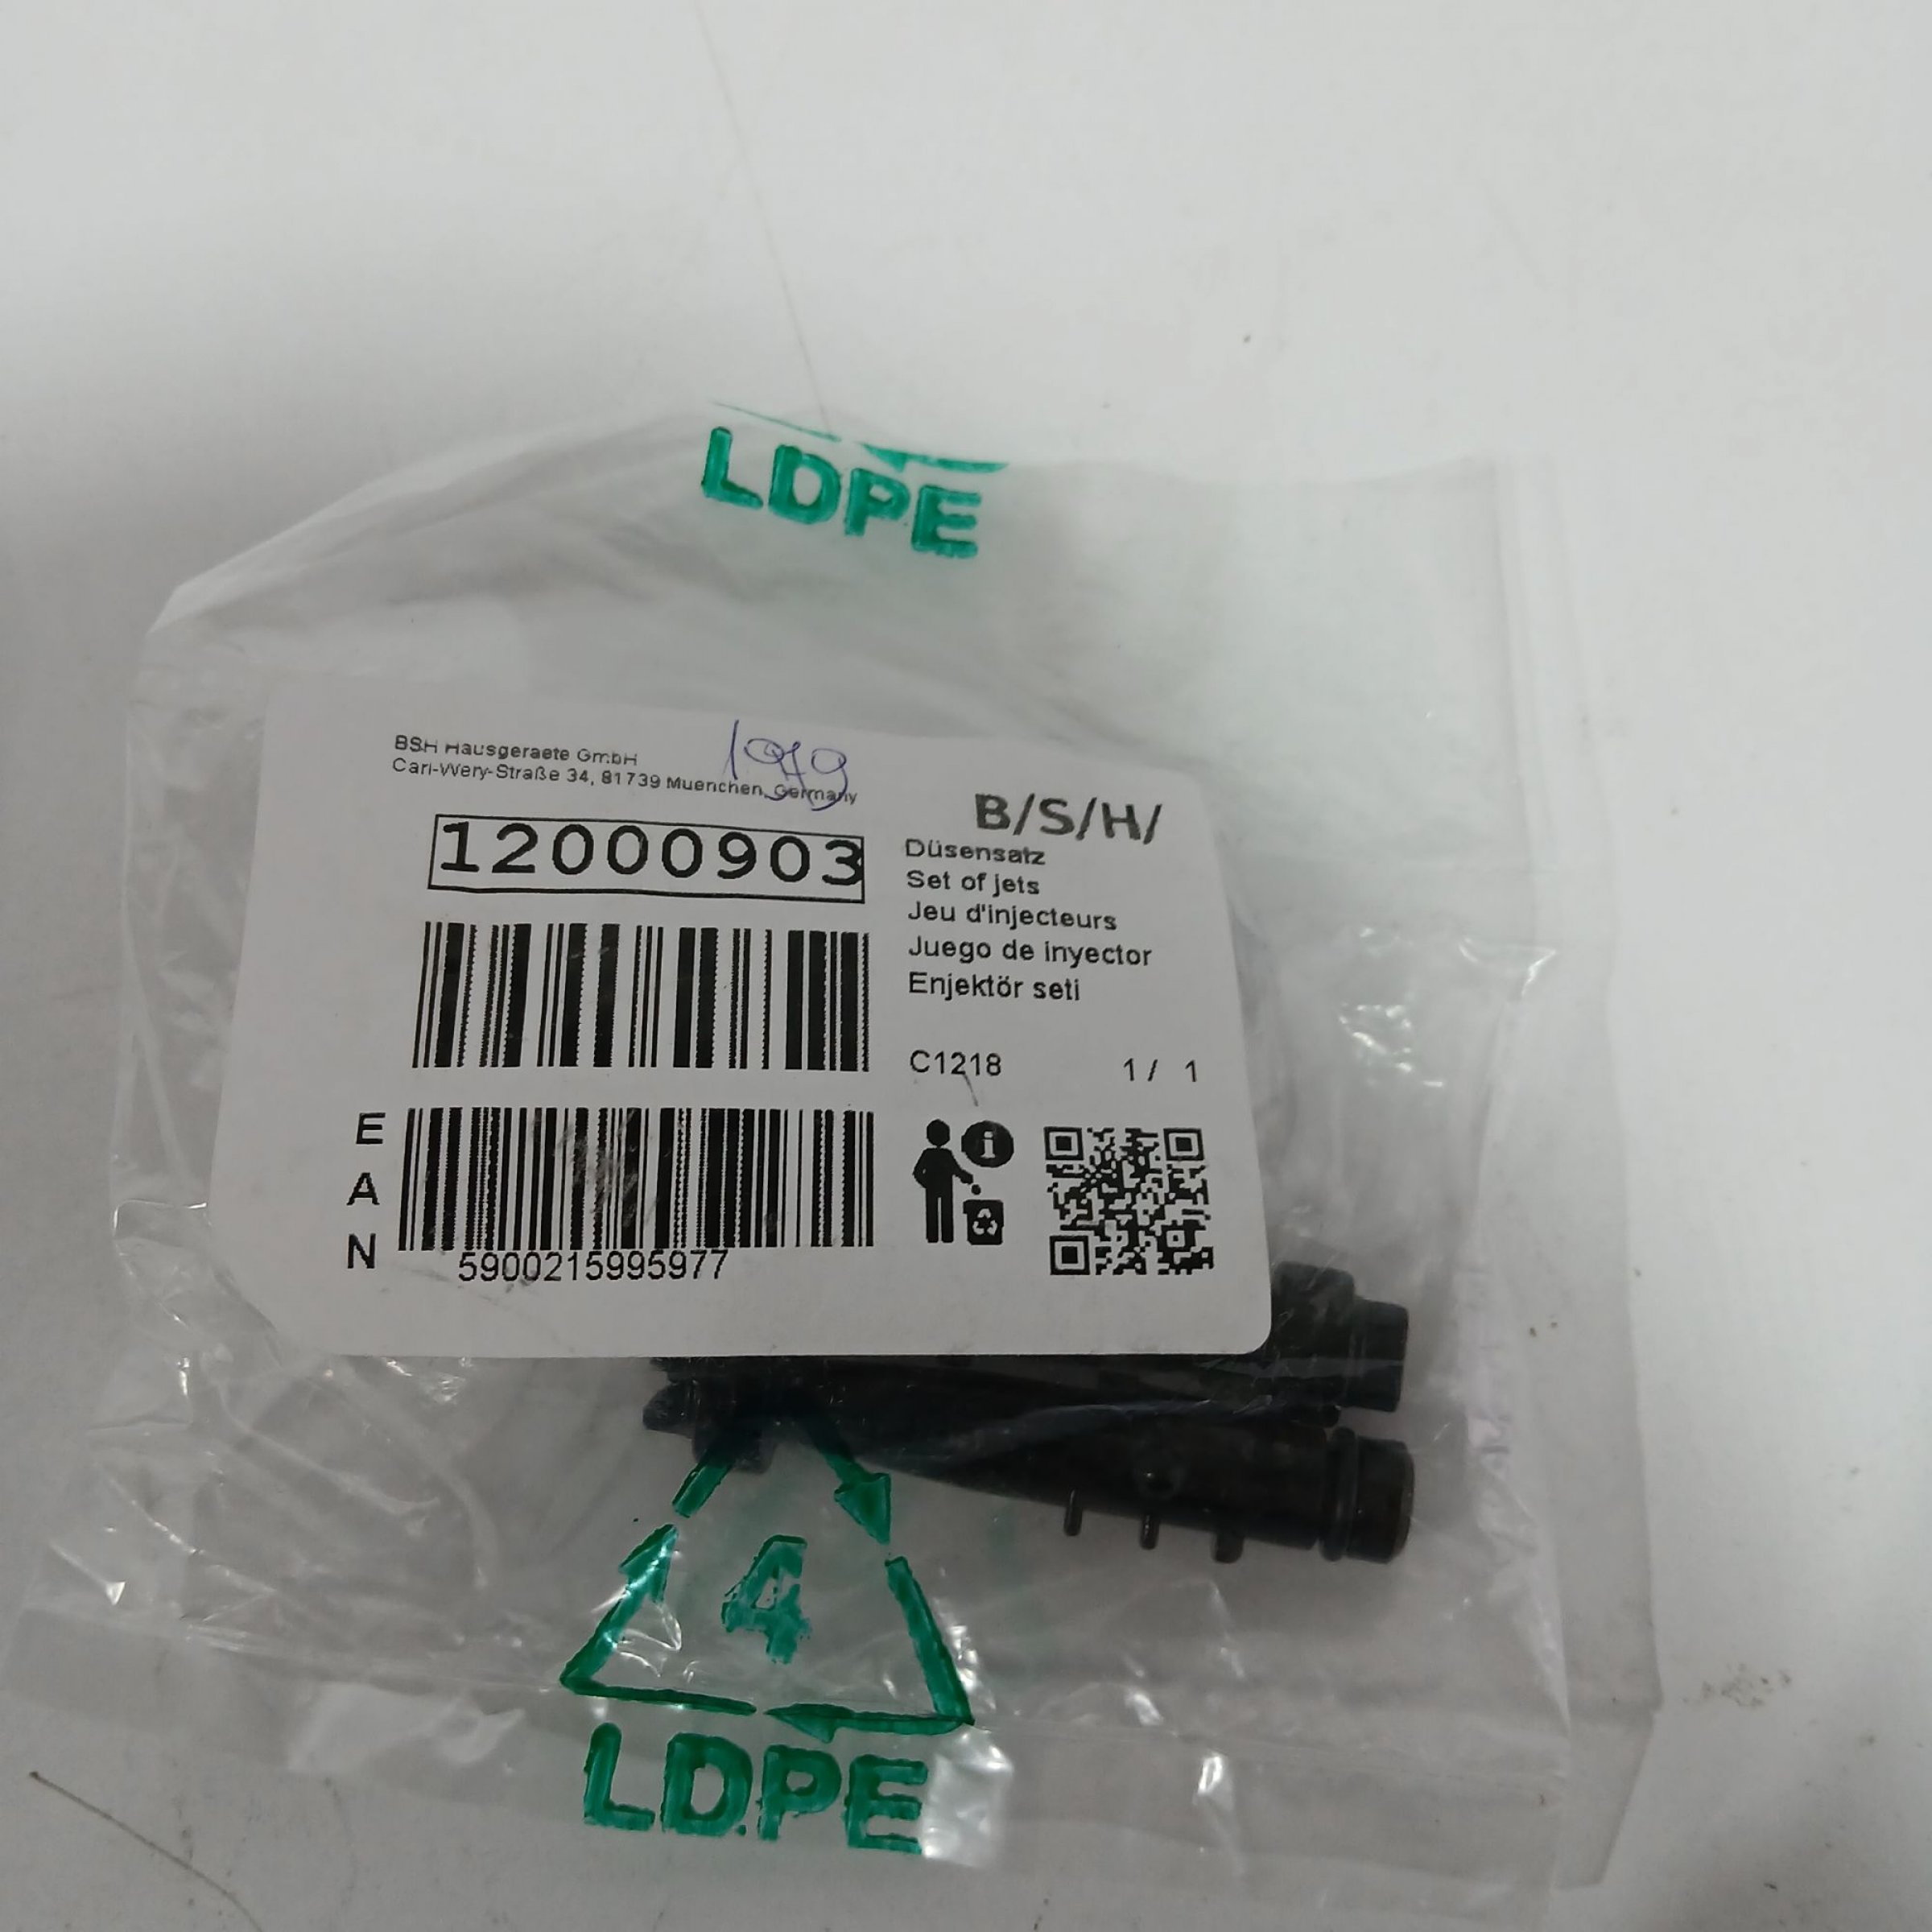 LDPE
BSH Hausgeraete GmbH
Carl-Wery-Straße 34, 81739 Muenchen, Germany
1979
12000903
B/S/H/
Düsensatz
Set of jets
Jeu d'injecteurs
Juego de inyector
Enjektör seti
C1218 1 / 1
EAN
5900215995977
4
LDPE